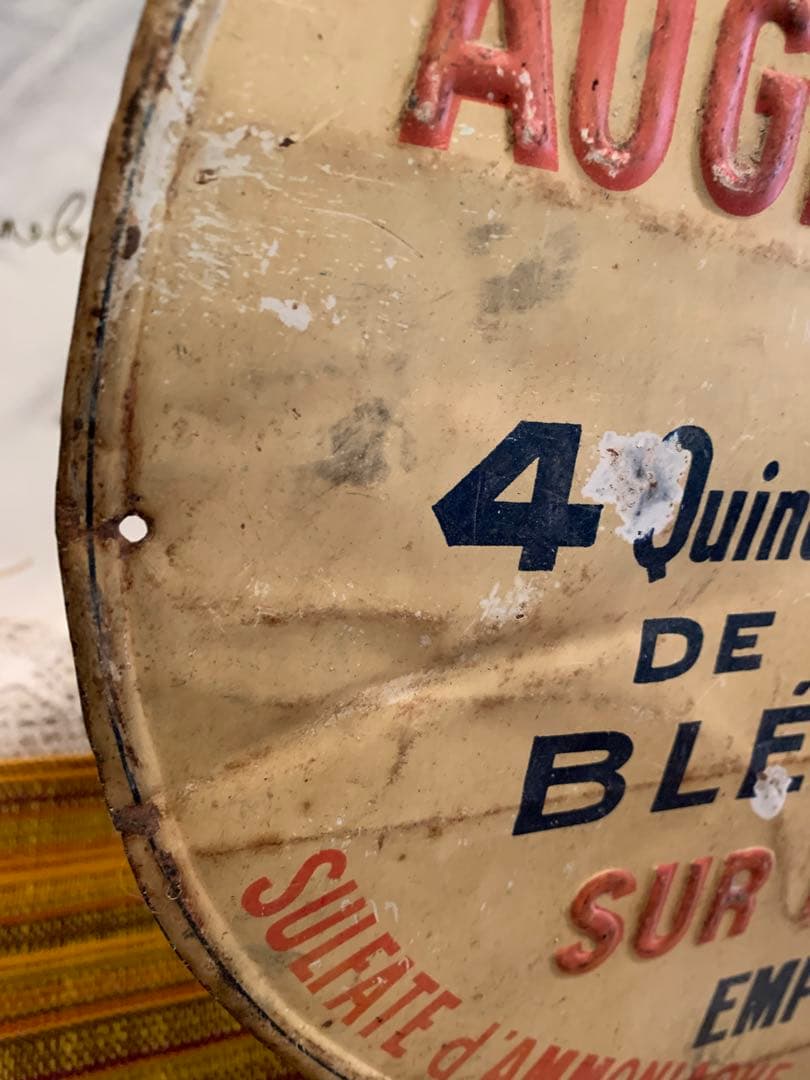 AUG
4 Quin
DE
BLÉ
SUR
EMP
SULFATE d'AMMONIAQUE